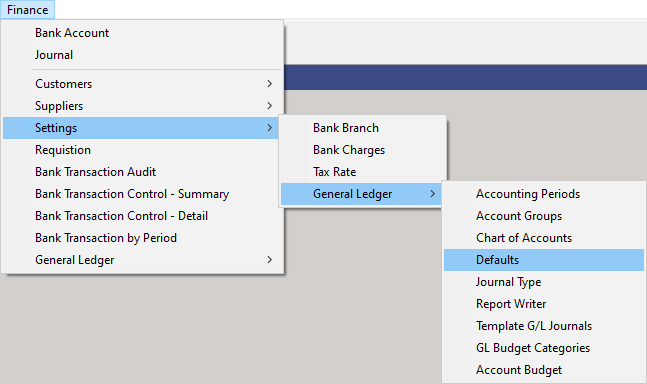 Finance
Bank Account
Journal
Customers
Suppliers
Settings
Requistion
Bank Transaction Audit
Bank Transaction Control - Summary
Bank Transaction Control - Detail
Bank Transaction by Period
General Ledger
Bank Branch
Bank Charges
Tax Rate
General Ledger
Accounting Periods
Account Groups
Chart of Accounts
Defaults
Journal Type
Report Writer
Template G/L Journals
GL Budget Categories
Account Budget